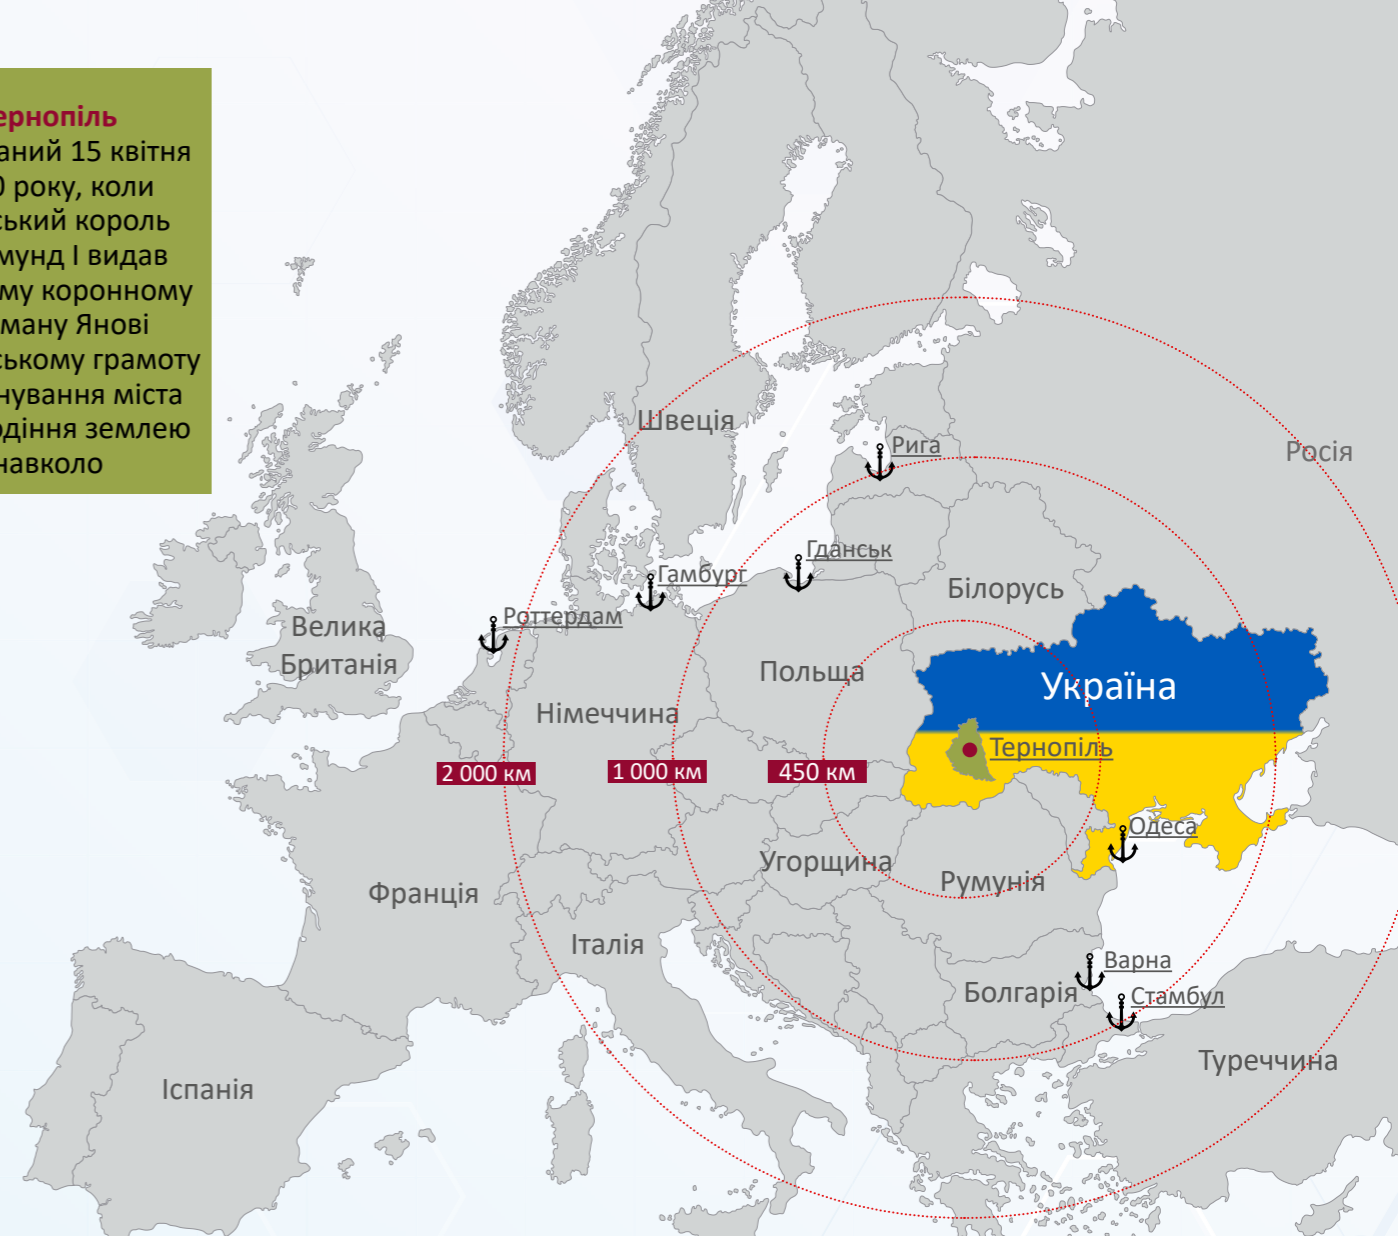 ернопіль
аний 15 квітня
0 року, коли
ський король
мунд І видав
му коронному
ману Янові
ському грамоту
нування міста
одіння землею
навколо
Швеція
Рига
Росія
Гданськ
Гамбург
Білорусь
Роттердам
Велика
Британія
Польща
Україна
Німеччина
Тернопіль
2 000 км
1 000 км
450 км
Одеса
Угорщина
Румунія
Франція
Італія
Варна
Болгарія
Стамбул
Туреччина
Іспанія